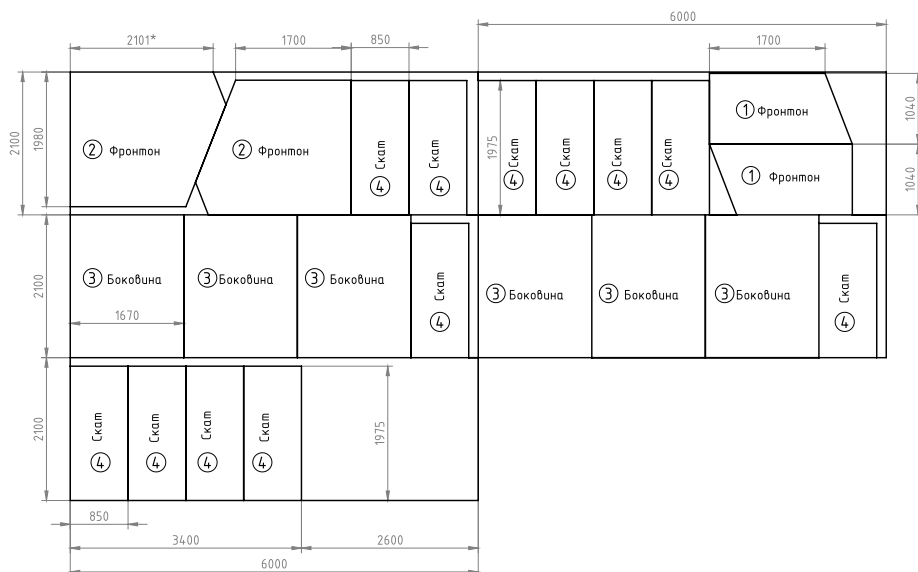 6000
2101*
1700
850
1700
2100
1980
② Фронтон
② Фронтон
Скат
④
Скат
④
1975
Скат
④
Скат
④
Скат
④
Скат
④
① Фронтон
① Фронтон
1040
1040
2100
③ Боковина
③ Боковина
③ Боковина
Скат
④
③ Боковина
③ Боковина
③ Боковина
Скат
④
1670
2100
Скат
④
Скат
④
Скат
④
Скат
④
1975
850
3400
2600
6000